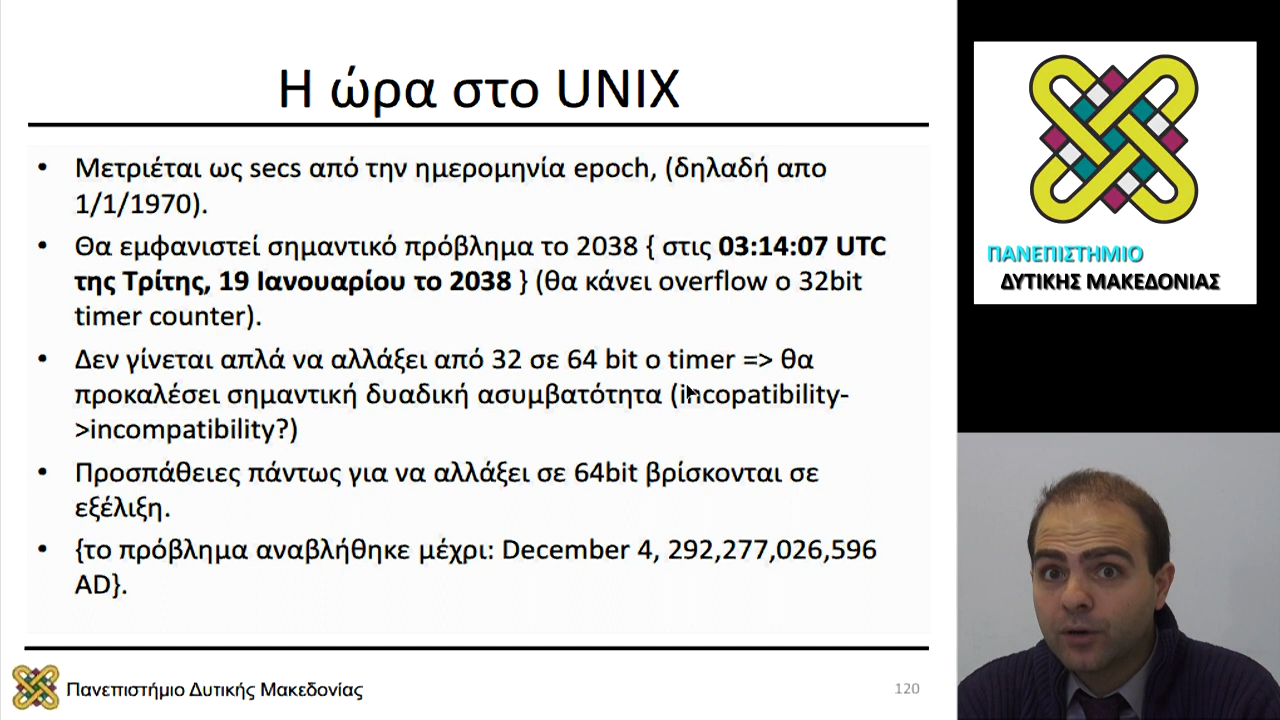 Η ώρα στο UNIX
• Μετριέται ως secs από την ημερομηνία epoch, (δηλαδή απο
1/1/1970).
• Θα εμφανιστεί σημαντικό πρόβλημα το 2038 { στις 03:14:07 UTC
της Τρίτης, 19 Ιανουαρίου το 2038 } (θα κάνει overflow ο 32bit
timer counter).
• Δεν γίνεται απλά να αλλάξει από 32 σε 64 bit ο timer => θα
προκαλέσει σημαντική δυαδική ασυμβατότητα (incopatibility-
>incompatibility?)
• Προσπάθειες πάντως για να αλλάξει σε 64bit βρίσκονται σε
εξέλιξη.
• {το πρόβλημα αναβλήθηκε μέχρι: December 4, 292,277,026,596
AD}.
Πανεπιστήμιο Δυτικής Μακεδονίας
120
ΠΑΝΕΠΙΣΤΗΜΙΟ
ΔΥΤΙΚΗΣ ΜΑΚΕΔΟΝΙΑΣ